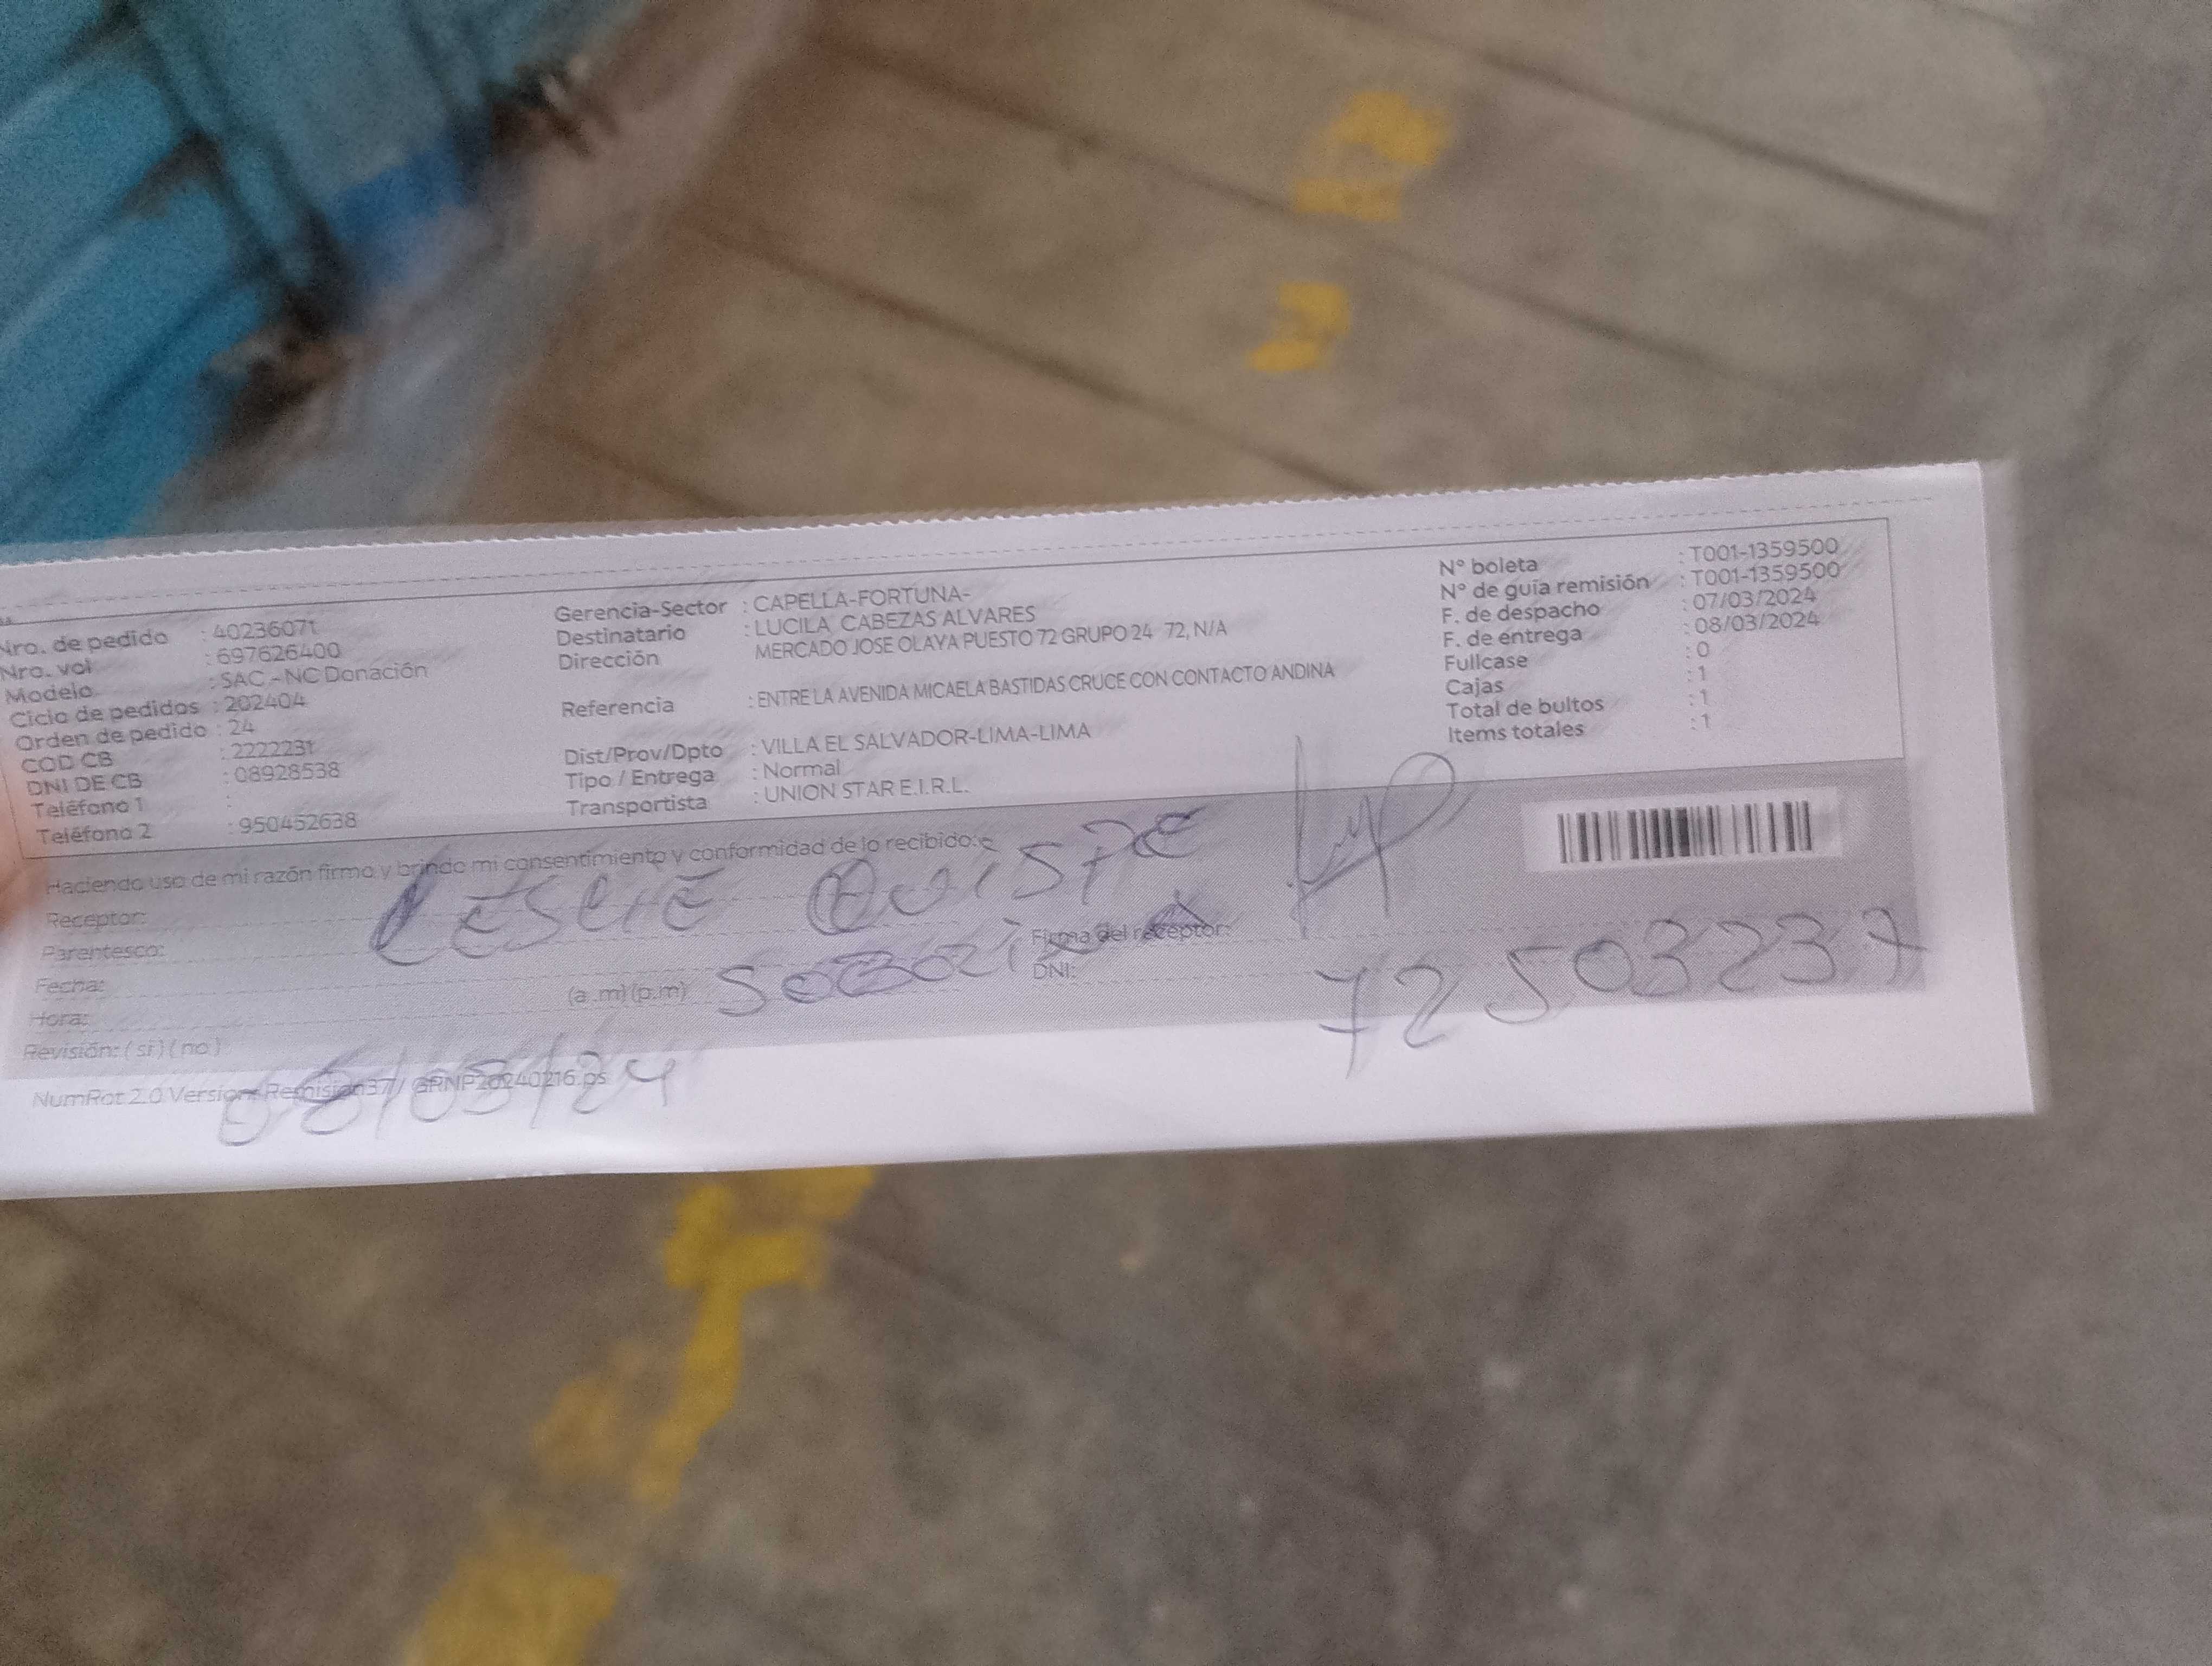 Nro. de pedido : 40236071
Nro. vol : 697626400
Modelo : SAC - NC Donación
Ciclo de pedidos : 202404
Orden de pedido : 24
COD CB : 2222231
DNI DE CB : 08928538
Teléfono 1 :
Teléfono 2 : 950452638
Gerencia-Sector : CAPELLA-FORTUNA-
Destinatario : LUCILA CABEZAS ALVARES
Dirección MERCADO JOSE OLAYA PUESTO 72 GRUPO 24 72, N/A
Referencia : ENTRE LA AVENIDA MICAELA BASTIDAS CRUCE CON CONTACTO ANDINA
Dist/Prov/Dpto : VILLA EL SALVADOR-LIMA-LIMA
Tipo / Entrega : Normal
Transportista : UNION STAR E.I.R.L.
N° boleta : T001-1359500
N° de guía remisión : T001-1359500
F. de despacho : 07/03/2024
F. de entrega : 08/03/2024
Fullcase : 0
Cajas : 1
Total de bultos : 1
Items totales : 1
Haciendo uso de mi razón firmo y brindo mi consentimiento y conformidad de lo recibido:
Receptor: LESLIE QUISPE
Parentesco:
Firma del receptor:
Fecha:
DNI: 72503237
Hora: (a .m) (p.m)
Revisión: ( si ) ( no )
NumRot 2.0 Version: Remision37 / GRNP20240216.ps
08/03/24